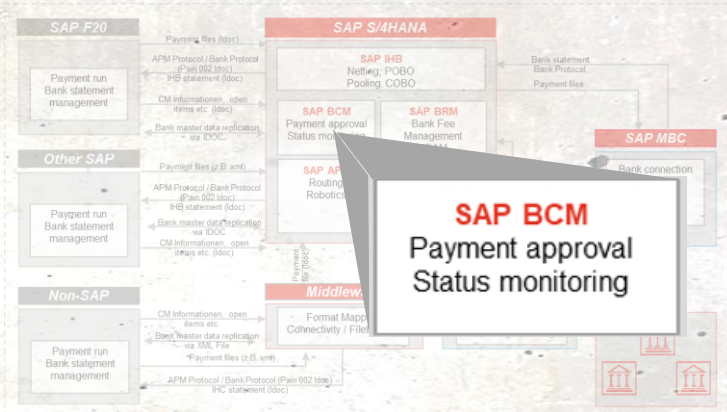 SAP F20
Payment run
Bank statement
management
Payment files (Idoc)
APM Protocol / Bank Protocol
(Pain 002 Idoc)
IHB statement (Idoc)
CM Informationen, open
items etc. (Idoc)
Bank master data replication
via IDOC
SAP S/4HANA
SAP IHB
Netting, POBO
Pooling, COBO
SAP BCM
Payment approval
Status monitoring
SAP BRM
Bank Fee
Management
Bank statement
Bank Protocol
Payment files
SAP MBC
Bank connection
Other SAP
Payment run
Bank statement
management
Payment files (z.B. xml)
APM Protocol / Bank Protocol
(Pain 002 Idoc)
IHB statement (Idoc)
Bank master data replication
via IDOC
CM Informationen, open
items etc. (Idoc)
Routing
Robotics
Payment
file (Idoc)
SAP BCM
Payment approval
Status monitoring
Non-SAP
Payment run
Bank statement
management
CM Informationen, open
items etc.
Bank master data replication
via XML File
Payment files (z.B. xml)
APM Protocol / Bank Protocol (Pain 002 Idoc)
IHC statement (Idoc)
Format
Connectivity /